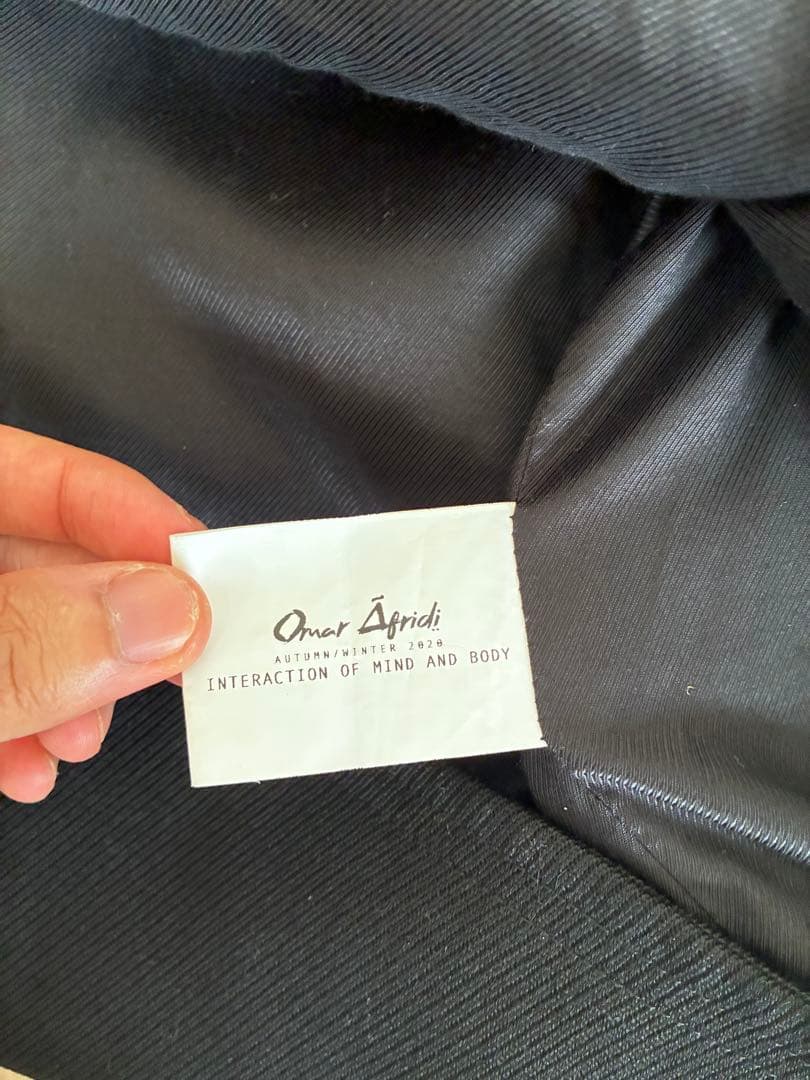 Omar Āfridi
AUTUMN/WINTER 2020
INTERACTION OF MIND AND BODY